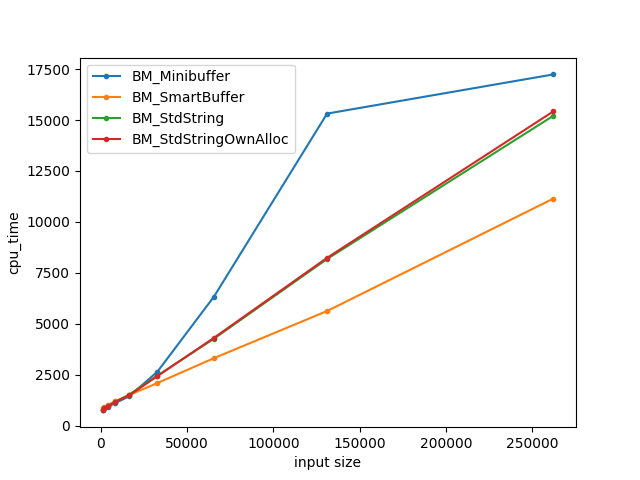 17500
15000
12500
10000
7500
5000
2500
0
cpu_time
BM_Minibuffer
BM_SmartBuffer
BM_StdString
BM_StdStringOwnAlloc
0 50000 100000 150000 200000 250000
input size